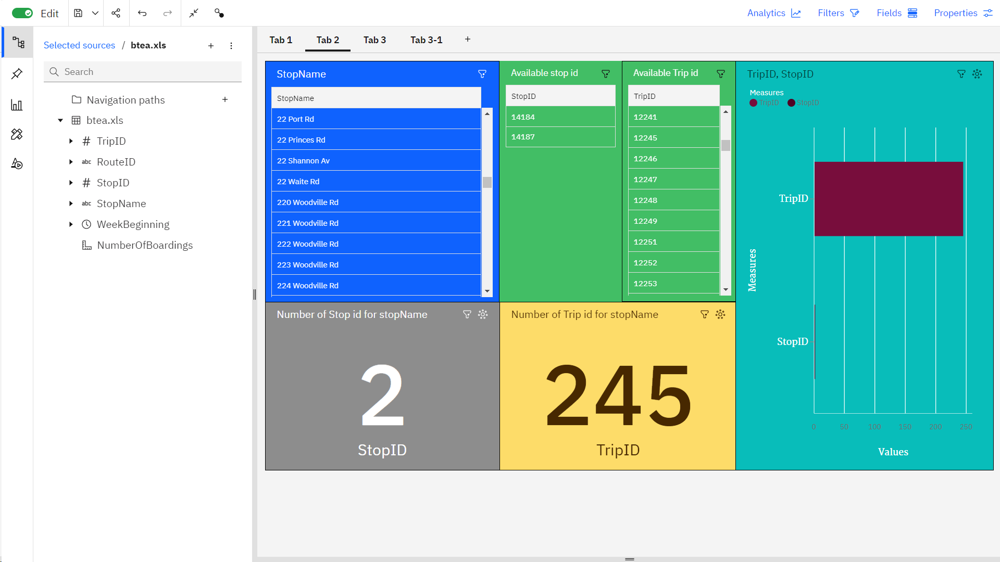 Edit
Analytics
Filters
Fields
Properties
Selected sources / btea.xls
Search
Navigation paths
btea.xls
# TripID
abc RouteID
# StopID
abc StopName
WeekBeginning
NumberOfBoardings
Tab 1
Tab 2
Tab 3
Tab 3-1
StopName
StopName
22 Port Rd
22 Princes Rd
22 Shannon Av
22 Waite Rd
220 Woodville Rd
221 Woodville Rd
222 Woodville Rd
223 Woodville Rd
224 Woodville Rd
Available stop id
StopID
14184
14187
Available Trip id
TripID
12241
12245
12246
12247
12248
12249
12251
12252
12253
TripID, StopID
Measures
TripID StopID
Measures
TripID
StopID
0 50 100 150 200 250
Values
Number of Stop id for stopName
2
StopID
Number of Trip id for stopName
245
TripID